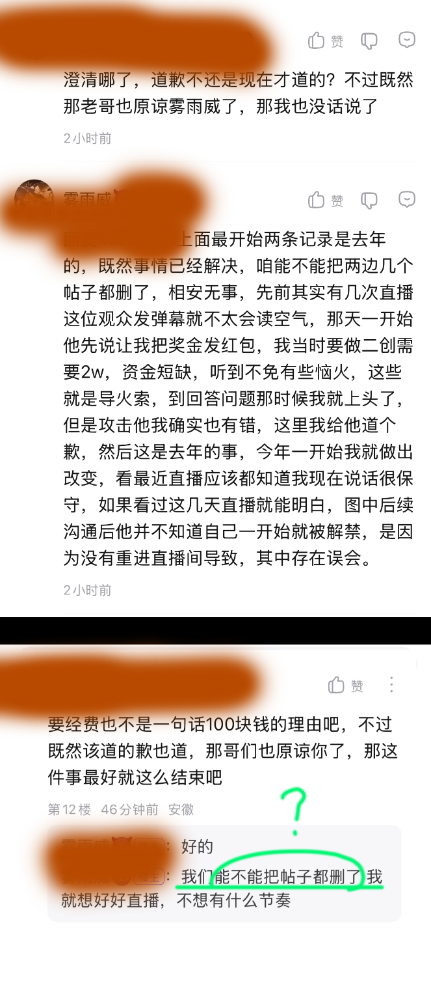 赞
澄清哪了，道歉不还是现在才道的？不过既然
那老哥也原谅雾雨威了，那我也没话说了
2小时前
雾雨威
赞
上面最开始两条记录是去年
的，既然事情已经解决，咱能不能把两边几个
帖子都删了，相安无事，先前其实有几次直播
这位观众发弹幕就不太会读空气，那天一开始
他先说让我把奖金发红包，我当时要做二创需
要2w，资金短缺，听到不免有些恼火，这些
就是导火索，到回答问题那时候我就上头了，
但是攻击他我确实也有错，这里我给他道个
歉，然后这是去年的事，今年一开始我就做出
改变，看最近直播应该都知道我现在说话很保
守，如果看过这几天直播就能明白，图中后续
沟通后他并不知道自己一开始就被解禁，是因
为没有重进直播间导致，其中存在误会。
2小时前
赞
要经费也不是一句话100块钱的理由吧，不过
既然该道的歉也道，那哥们也原谅你了，那这
件事最好就这么结束吧
第12楼 46分钟前 安徽
?
：好的
：我们能不能把帖子都删了 我
就想好好直播，不想有什么节奏